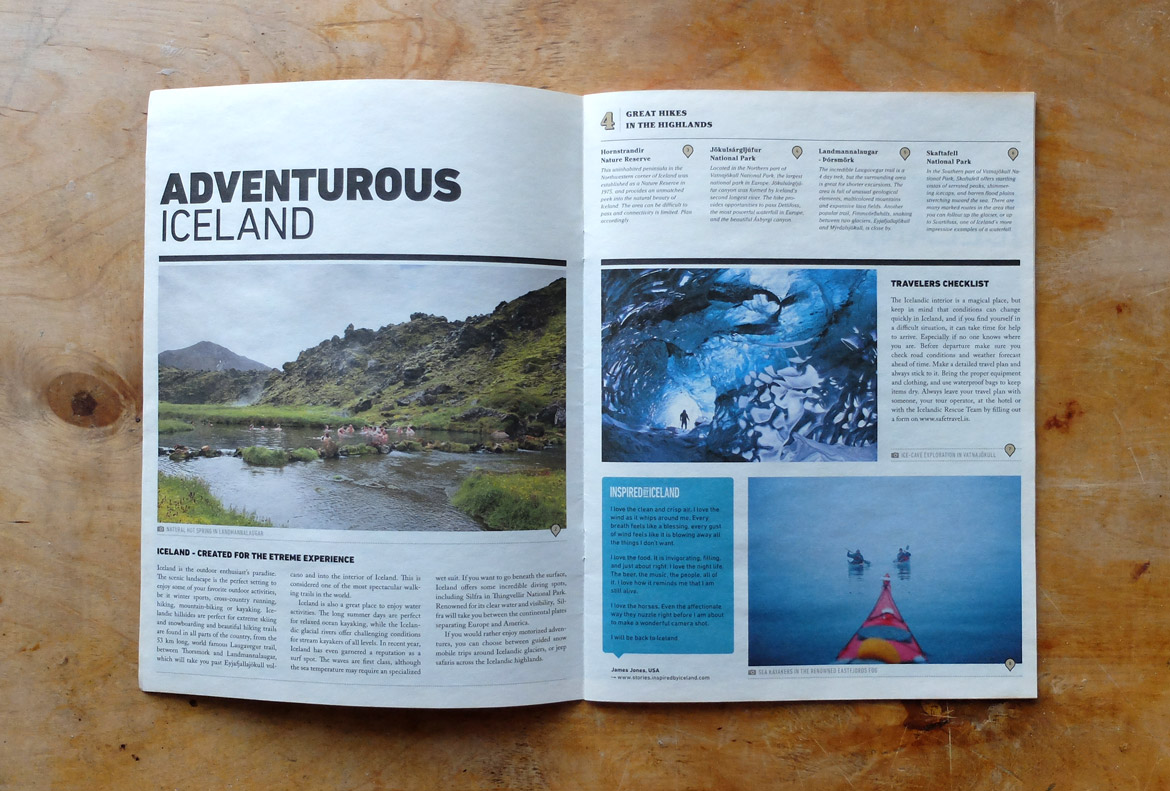 ADVENTUROUS
ICELAND
NATURAL HOT SPRING IN LANDMANNALAUGAR
ICELAND - CREATED FOR THE ETREME EXPERIENCE
Iceland is the outdoor enthusiast's paradise.
The scenic landscape is the perfect setting to
enjoy some of your favorite outdoor activities,
be it winter sports, cross-country running,
hiking, mountain-biking or kayaking. Ice-
landic hillsides are perfect for extreme skiing
and snowboarding and beautiful hiking trails
are found in all parts of the country, from the
53 km long, world famous Laugavegur trail,
between Thorsmork and Landmannalaugar,
which will take you past Eyjafjallajökull vol-
cano and into the interior of Iceland. This is
considered one of the most spectacular walk-
ing trails in the world.
Iceland is also a great place to enjoy water
activities. The long summer days are perfect
for relaxed ocean kayaking, while the Icelan-
dic glacial rivers offer challenging conditions
for stream kayakers of all levels. In recent year,
Iceland has even garnered a reputation as a
surf spot. The waves are first class, although
the sea temperature may require an specialized
wet suit. If you want to go beneath the surface,
Iceland offers some incredible diving spots,
including Silfra in Thingvellir National Park.
Renowned for its clear water and visibility, Sil-
fra will take you between the continental plates
separating Europe and America.
If you would rather enjoy motorized adven-
tures, you can choose between guided snow
mobile trips around Icelandic glaciers, or jeep
safaris across the Icelandic highlands.
4
GREAT HIKES
IN THE HIGHLANDS
Hornstrandir
Nature Reserve
This uninhabited peninsula in the
Northwestern corner of Iceland was
established as a Nature Reserve in
1975, and provides an unmatched
peek into the natural beauty of
Iceland. The area can be difficult to
pass and connectivity is limited. Plan
accordingly.
Jökulsárgljúfur
National Park
Located in the Northern part of
Vatnajökull National Park, the largest
national park in Europe. Jökulsárgljú-
fur canyon was formed by Iceland's
second longest river. The hike pro-
vides opportunities to pass Dettifoss,
the most powerful waterfall in Europe,
and the beautiful Ásbyrgi canyon.
Landmannalaugar
- Þórsmörk
The incredible Laugavegur trail is a
4 day trek, but the surrounding area
is great for shorter excursions. The
area is full of unusual geological
elements, multicolored mountains
and expansive lava fields. Another
popular trail, Fimmvörðuháls, snaking
between two glaciers, Eyjafjallajökull
and Mýrdalsjökull, is close by.
Skaftafell
National Park
In the Southern part of Vatnajökull Na-
tional Park, Skaftafell offers startling
vistas of serrated peaks, shimmer-
ing icecaps, and barren flood plains
stretching toward the sea. There are
many marked routes in the area that
you can follow up the glacier, or up
to Svartifoss, one of Iceland's more
impressive examples of a waterfall.
TRAVELERS CHECKLIST
The Icelandic interior is a magical place, but
keep in mind that conditions can change
quickly in Iceland, and if you find yourself in
a difficult situation, it can take time for help
to arrive. Especially if no one knows where
you are. Before departure make sure you
check road conditions and weather forecast
ahead of time. Make a detailed travel plan and
always stick to it. Bring the proper equipment
and clothing, and use waterproof bags to keep
items dry. Always leave your travel plan with
someone, your tour operator, at the hotel or
with the Icelandic Rescue Team by filling out
a form on www.safetravel.is.
ICE-CAVE EXPLORATION IN VATNAJÖKULL
INSPIRED BY ICELAND
I love the clean and crisp air. I love the
wind as it whips around me. Every
breath feels like a blessing, every gust
of wind feels like it is blowing away all
the things I don't want.
I love the food. It is invigorating, filling,
and just about right. I love the night life.
The beer, the music, the people, all of
it. I love how it reminds me that I am
still alive.
I love the horses. Even the affectionate
way they nuzzle right before I am about
to make a wonderful camera shot.
I will be back to Iceland.
James Jones, USA
— www.stories.inspiredbyiceland.com
SEA KAYAKERS IN THE RENOWNED EASTFJORDS FOG